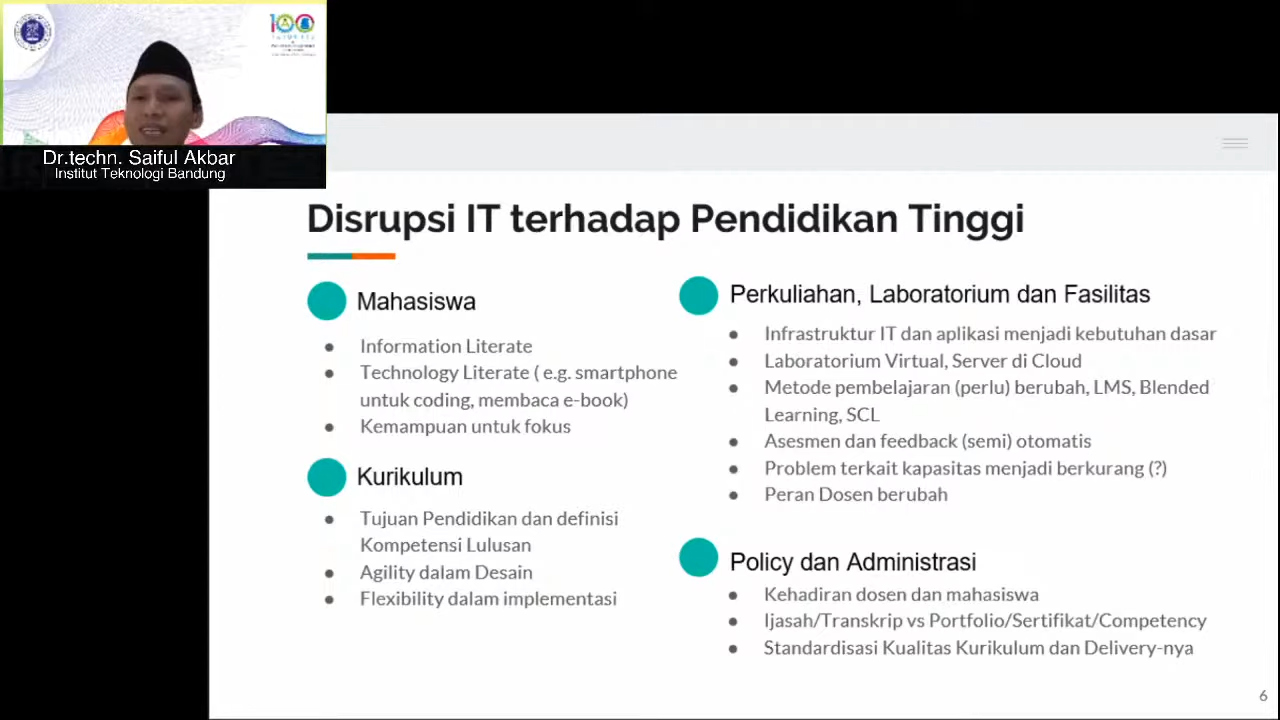 100
Dr.techn. Saiful Akbar
Institut Teknologi Bandung
Disrupsi IT terhadap Pendidikan Tinggi
Mahasiswa
● Information Literate
● Technology Literate ( e.g. smartphone
untuk coding, membaca e-book)
● Kemampuan untuk fokus
Kurikulum
● Tujuan Pendidikan dan definisi
Kompetensi Lulusan
● Agility dalam Desain
● Flexibility dalam implementasi
Perkuliahan, Laboratorium dan Fasilitas
● Infrastruktur IT dan aplikasi menjadi kebutuhan dasar
● Laboratorium Virtual, Server di Cloud
● Metode pembelajaran (perlu) berubah, LMS, Blended
Learning, SCL
● Asesmen dan feedback (semi) otomatis
● Problem terkait kapasitas menjadi berkurang (?)
● Peran Dosen berubah
Policy dan Administrasi
● Kehadiran dosen dan mahasiswa
● Ijasah/Transkrip vs Portfolio/Sertifikat/Competency
● Standardisasi Kualitas Kurikulum dan Delivery-nya
6